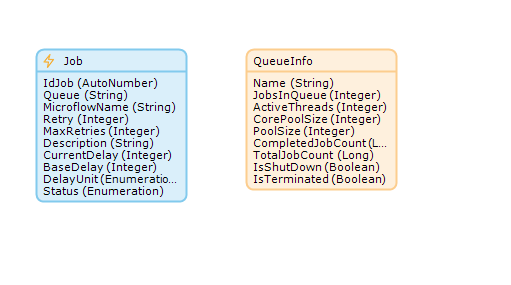 Job
IdJob (AutoNumber)
Queue (String)
MicroflowName (String)
Retry (Integer)
MaxRetries (Integer)
Description (String)
CurrentDelay (Integer)
BaseDelay (Integer)
DelayUnit (Enumeratio...
Status (Enumeration)
QueueInfo
Name (String)
JobsInQueue (Integer)
ActiveThreads (Integer)
CorePoolSize (Integer)
PoolSize (Integer)
CompletedJobCount (L...
TotalJobCount (Long)
IsShutDown (Boolean)
IsTerminated (Boolean)